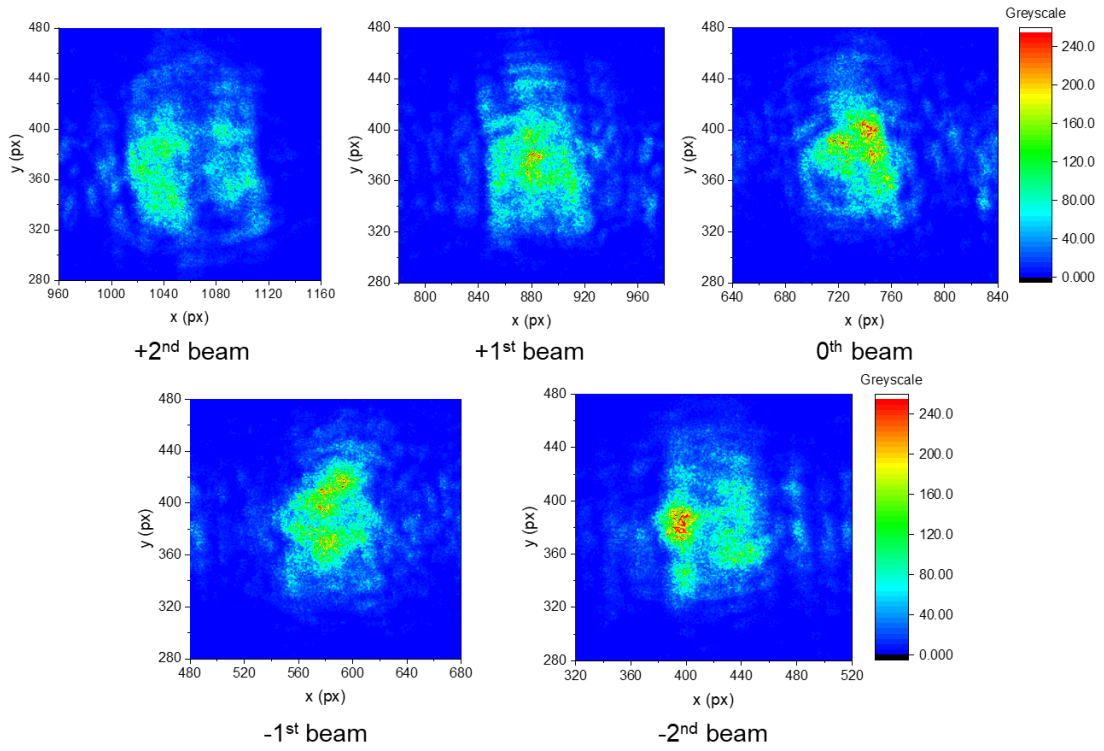 Greyscale
480
440
400
360
320
280
y (px)
960 1000 1040 1080 1120 1160
x (px)
+2nd beam
480
440
400
360
320
280
y (px)
800 840 880 920 960
x (px)
+1st beam
480
440
400
360
320
280
y (px)
640 680 720 760 800 840
x (px)
0th beam
240.0
200.0
160.0
120.0
80.00
40.00
0.000
Greyscale
480
440
400
360
320
280
y (px)
480 520 560 600 640 680
x (px)
-1st beam
480
440
400
360
320
280
y (px)
320 360 400 440 480 520
x (px)
-2nd beam
240.0
200.0
160.0
120.0
80.00
40.00
0.000